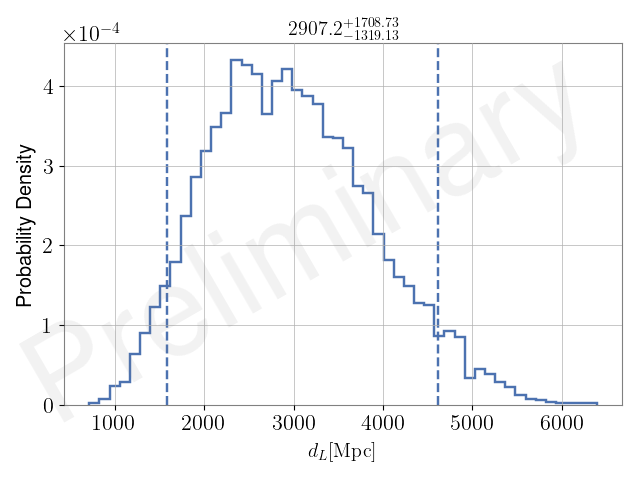 ×10⁻⁴
2907.2^{+1708.73}_{-1319.13}
Probability Density
4
3
2
1
0
1000 2000 3000 4000 5000 6000
d_L[Mpc]
Preliminary